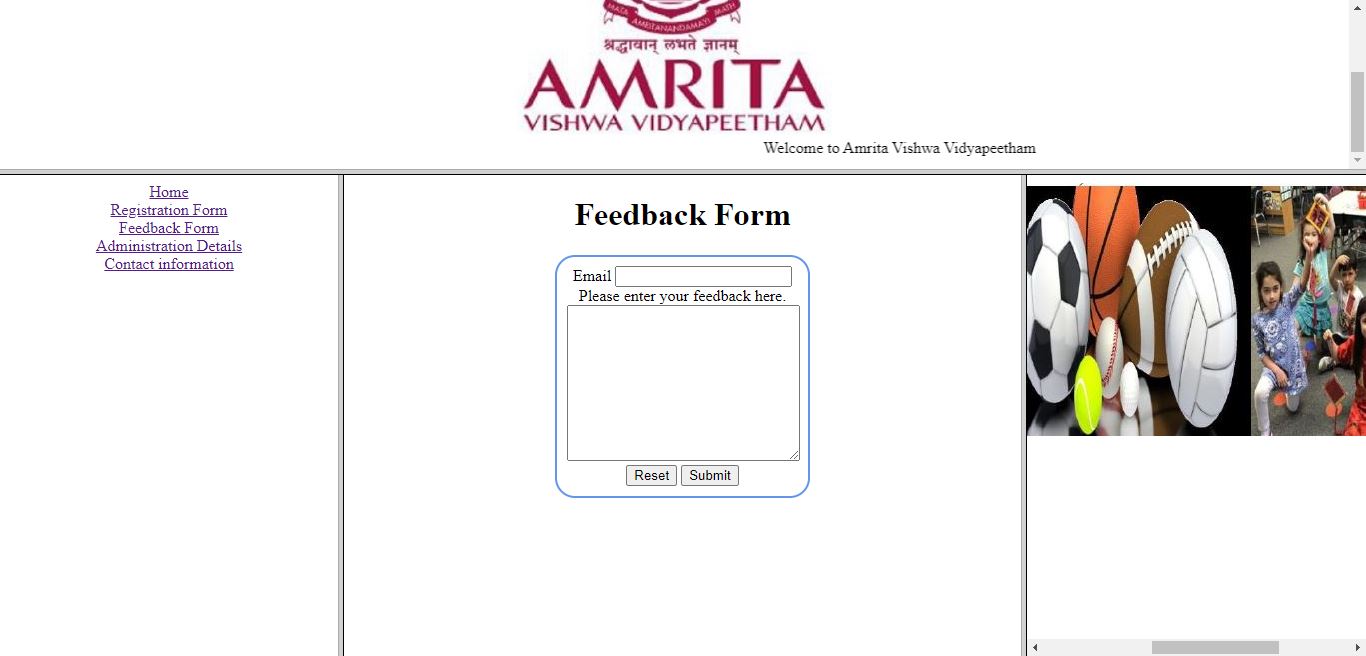 MATA AMRITANANDAMAYI MATH
श्रद्धावान् लभते ज्ञानम्
AMRITA
VISHWA VIDYAPEETHAM
Welcome to Amrita Vishwa Vidyapeetham
Home
Registration Form
Feedback Form
Administration Details
Contact information
Feedback Form
Email
Please enter your feedback here.
Reset Submit